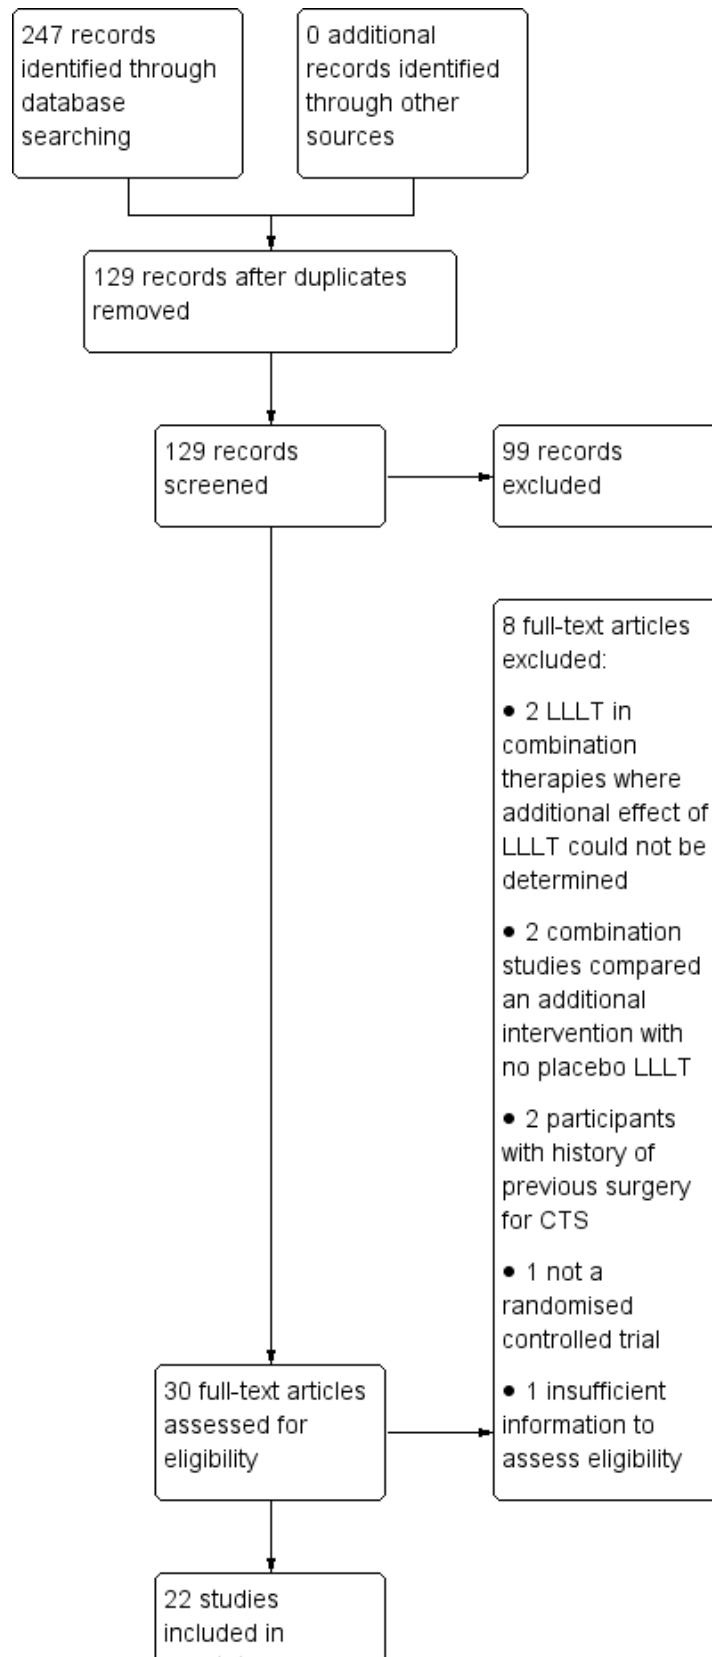 247 records
identified through
database
searching
0 additional
records identified
through other
sources
129 records after duplicates
removed
129 records
screened
99 records
excluded
8 full-text articles
excluded:
● 2 LLLT in
combination
therapies where
additional effect of
LLLT could not be
determined
● 2 combination
studies compared
an additional
intervention with
no placebo LLLT
● 2 participants
with history of
previous surgery
for CTS
● 1 not a
randomised
controlled trial
● 1 insufficient
information to
assess eligibility
30 full-text articles
assessed for
eligibility
22 studies
included in